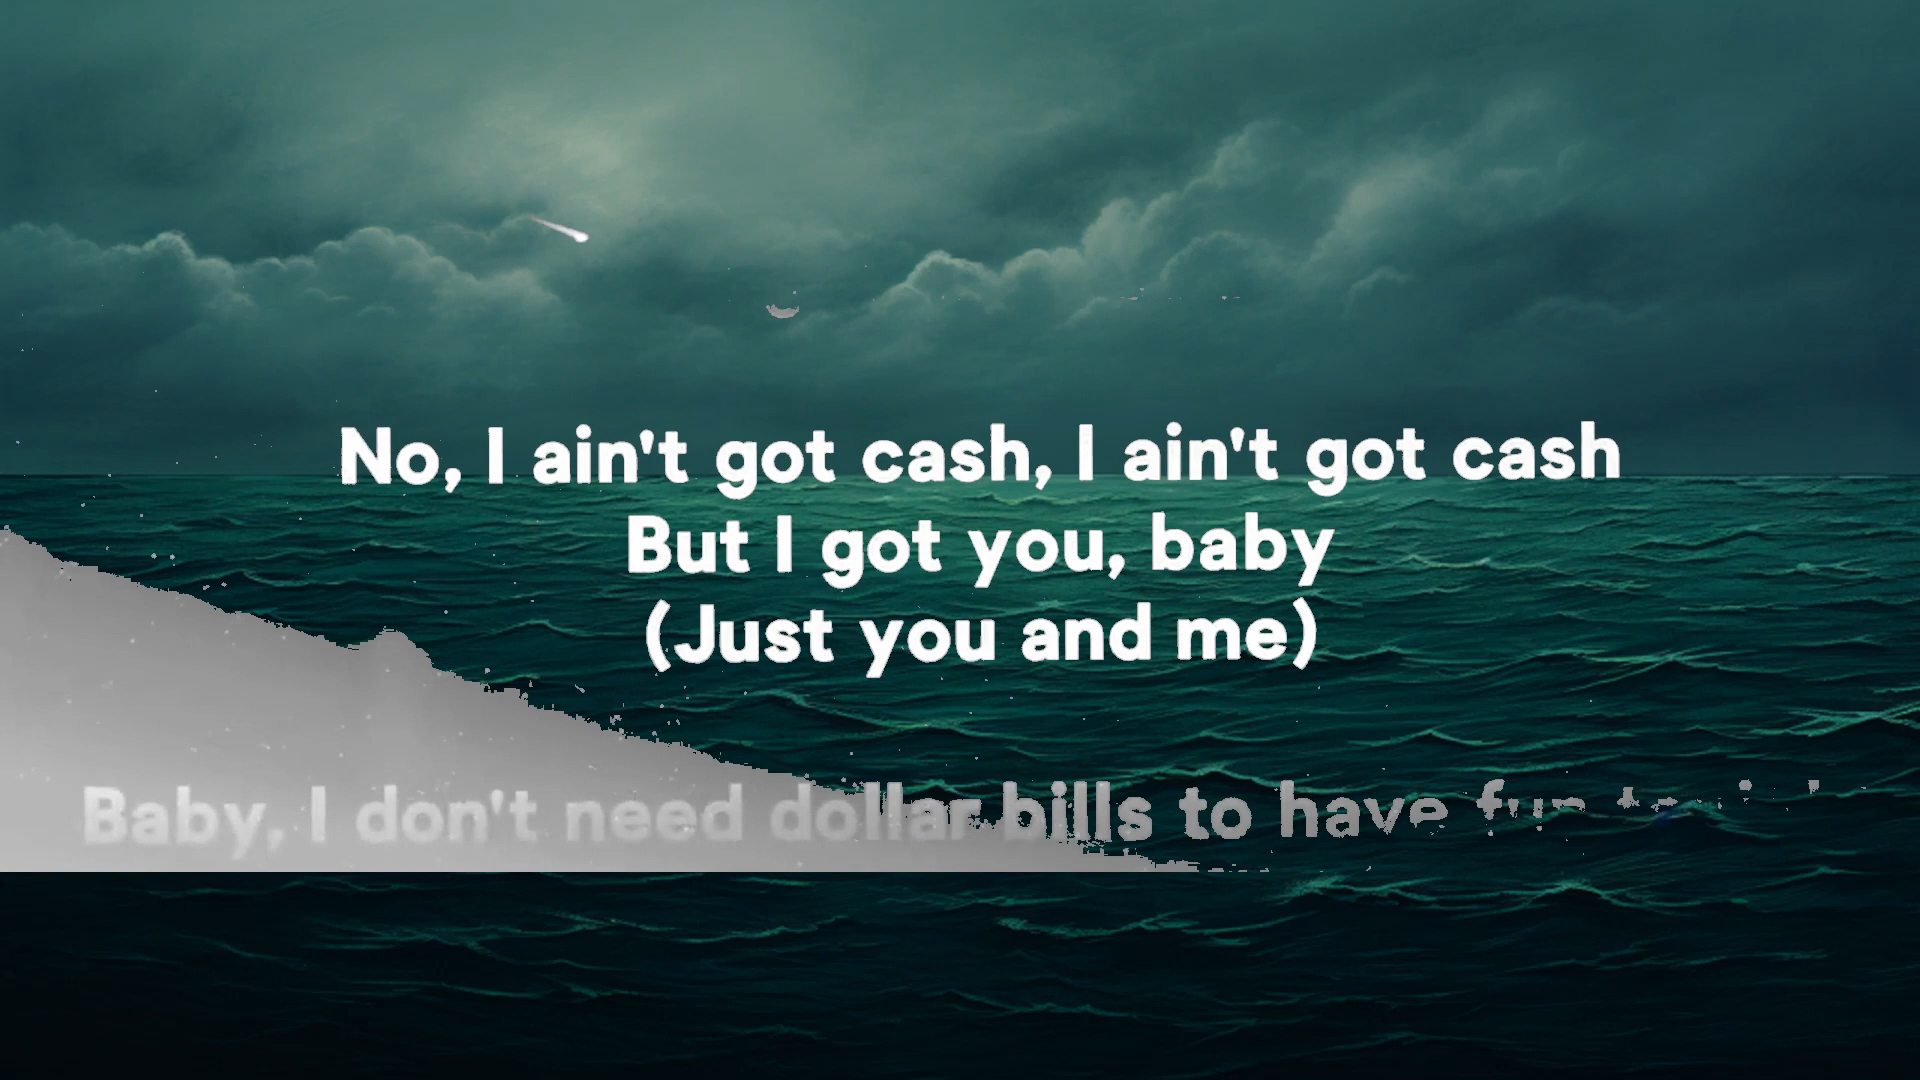 No, I ain't got cash, I ain't got cash
But I got you, baby
(Just you and me)
Baby, I don't need dollar bills to have fun